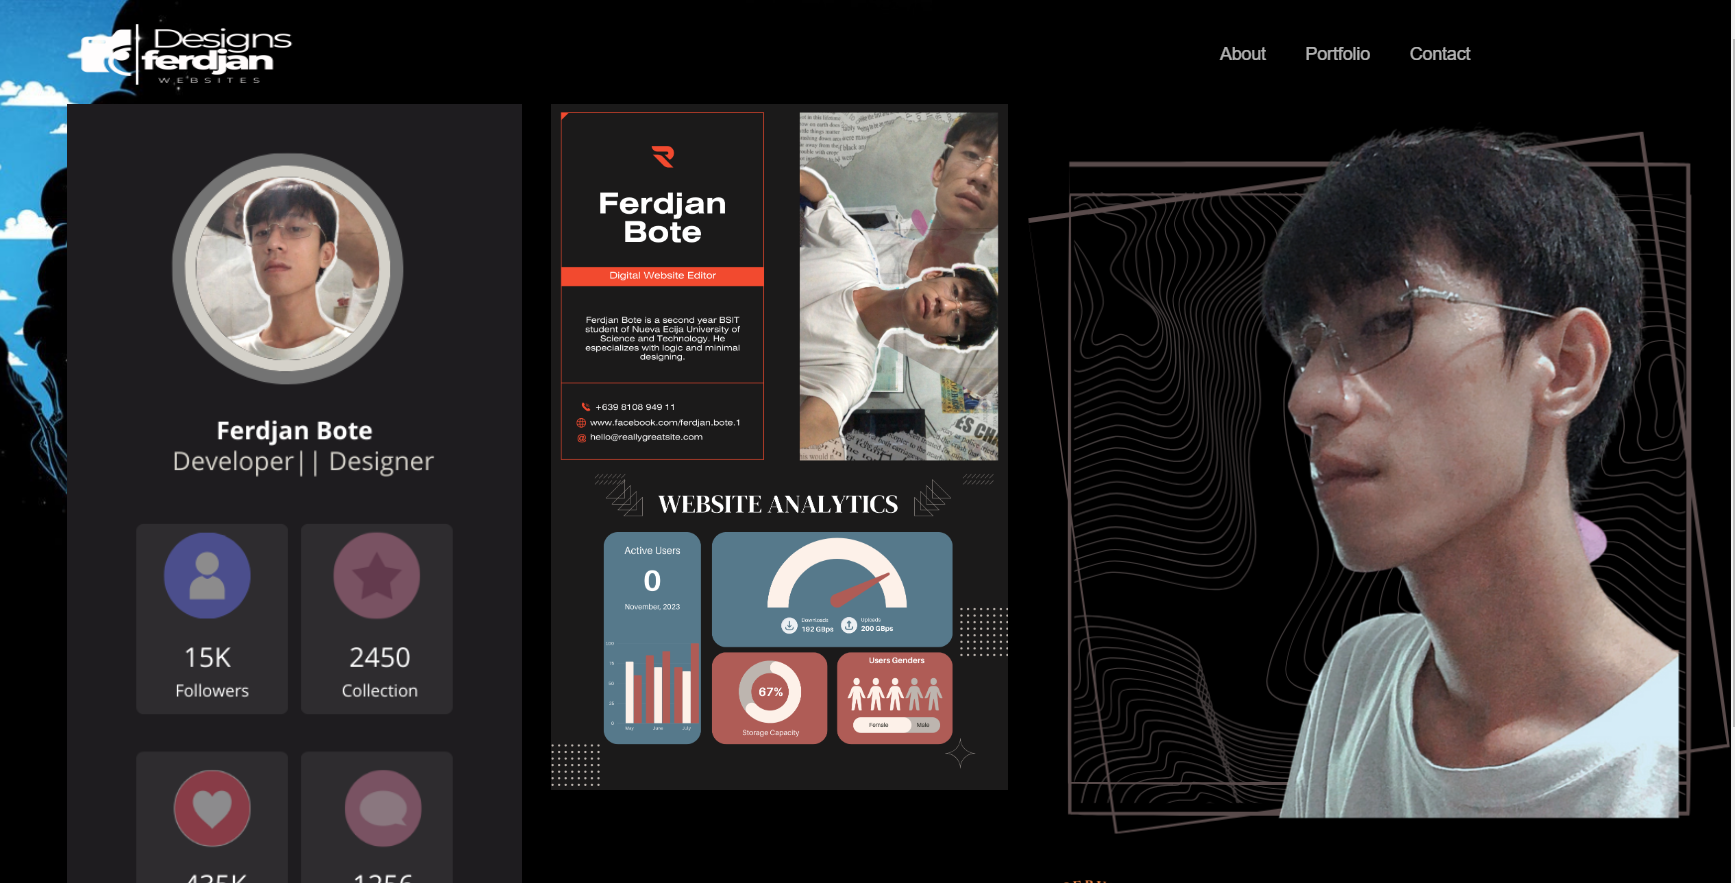 Designs
ferdjan
WEBSITES
About
Portfolio
Contact
Ferdjan Bote
Developer|| Designer
15K
Followers
2450
Collection
Ferdjan
Bote
Digital Website Editor
Ferdjan Bote is a second year BSIT
student of Nueva Ecija University of
Science and Technology. He
especializes with logic and minimal
designing.
+639 8108 949 11
www.facebook.com/ferdjan.bote.1
hello@reallygreatsite.com
WEBSITE ANALYTICS
Active Users
0
November, 2023
May
June
July
Downloads
192 GBps
Uploads
200 GBps
67%
Storage Capacity
Users Genders
Female
Male